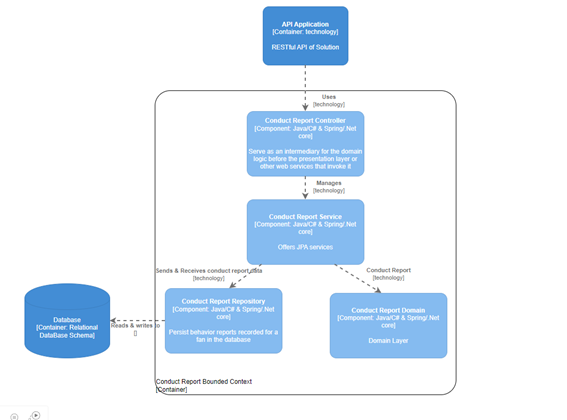 API Application
[Container: technology]
RESTful API of Solution
Uses
[technology]
Conduct Report Controller
[Component: Java/C# & Spring/.Net
core]
Serve as an intermediary for the domain
logic before the presentation layer or
other web services that invoke it
Manages
[technology]
Conduct Report Service
[Component: Java/C# & Spring/.Net
core]
Offers JPA services
Sends & Receives conduct report data
[technology]
Conduct Report
[technology]
Conduct Report Repository
[Component: Java/C# & Spring/.Net
core]
Persist behavior reports recorded for a
fan in the database
Conduct Report Domain
[Component: Java/C# & Spring/.Net
core]
Domain Layer
Database
[Container: Relational
DataBase Schema]
Reads & writes to
[]
Conduct Report Bounded Context
[Container]